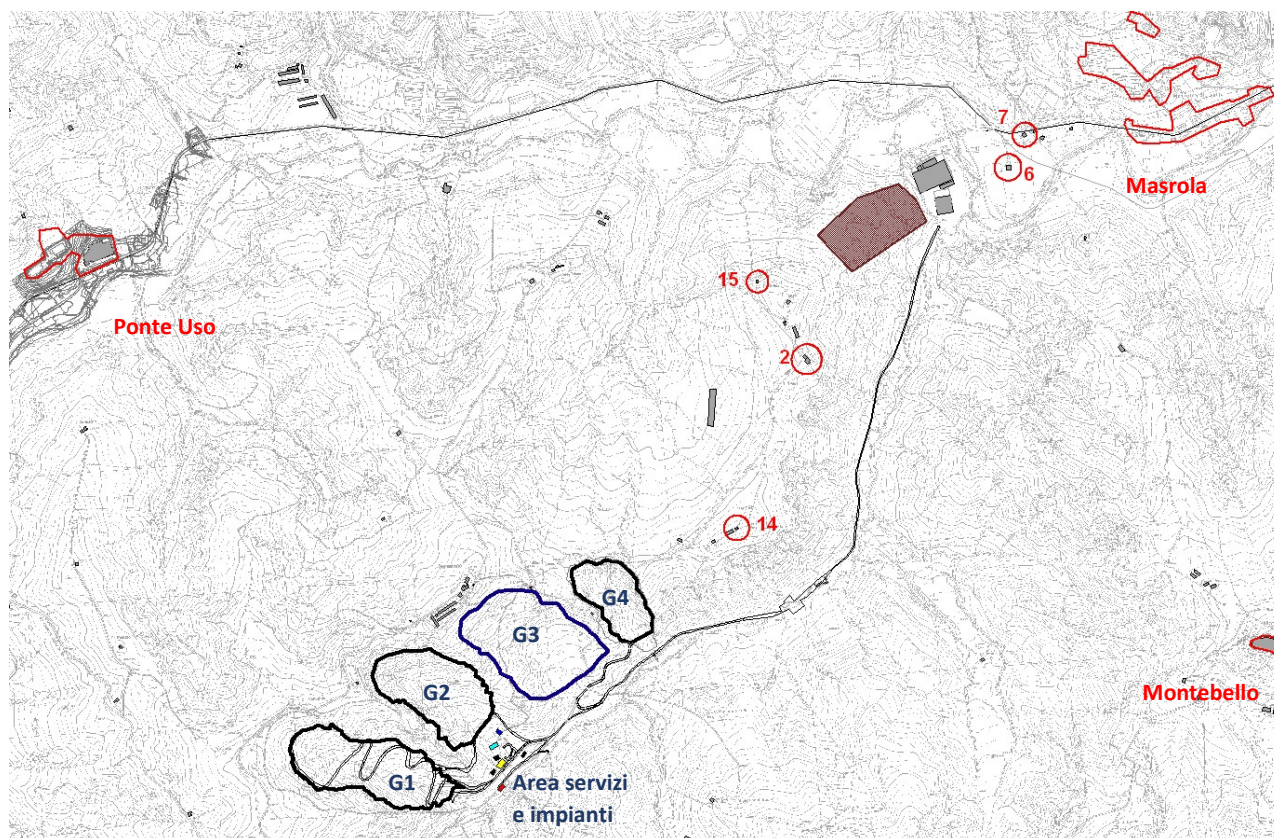 7
6
Masrola
15
Ponte Uso
2
14
G4
G3
G2
Montebello
G1
Area servizi
e impianti